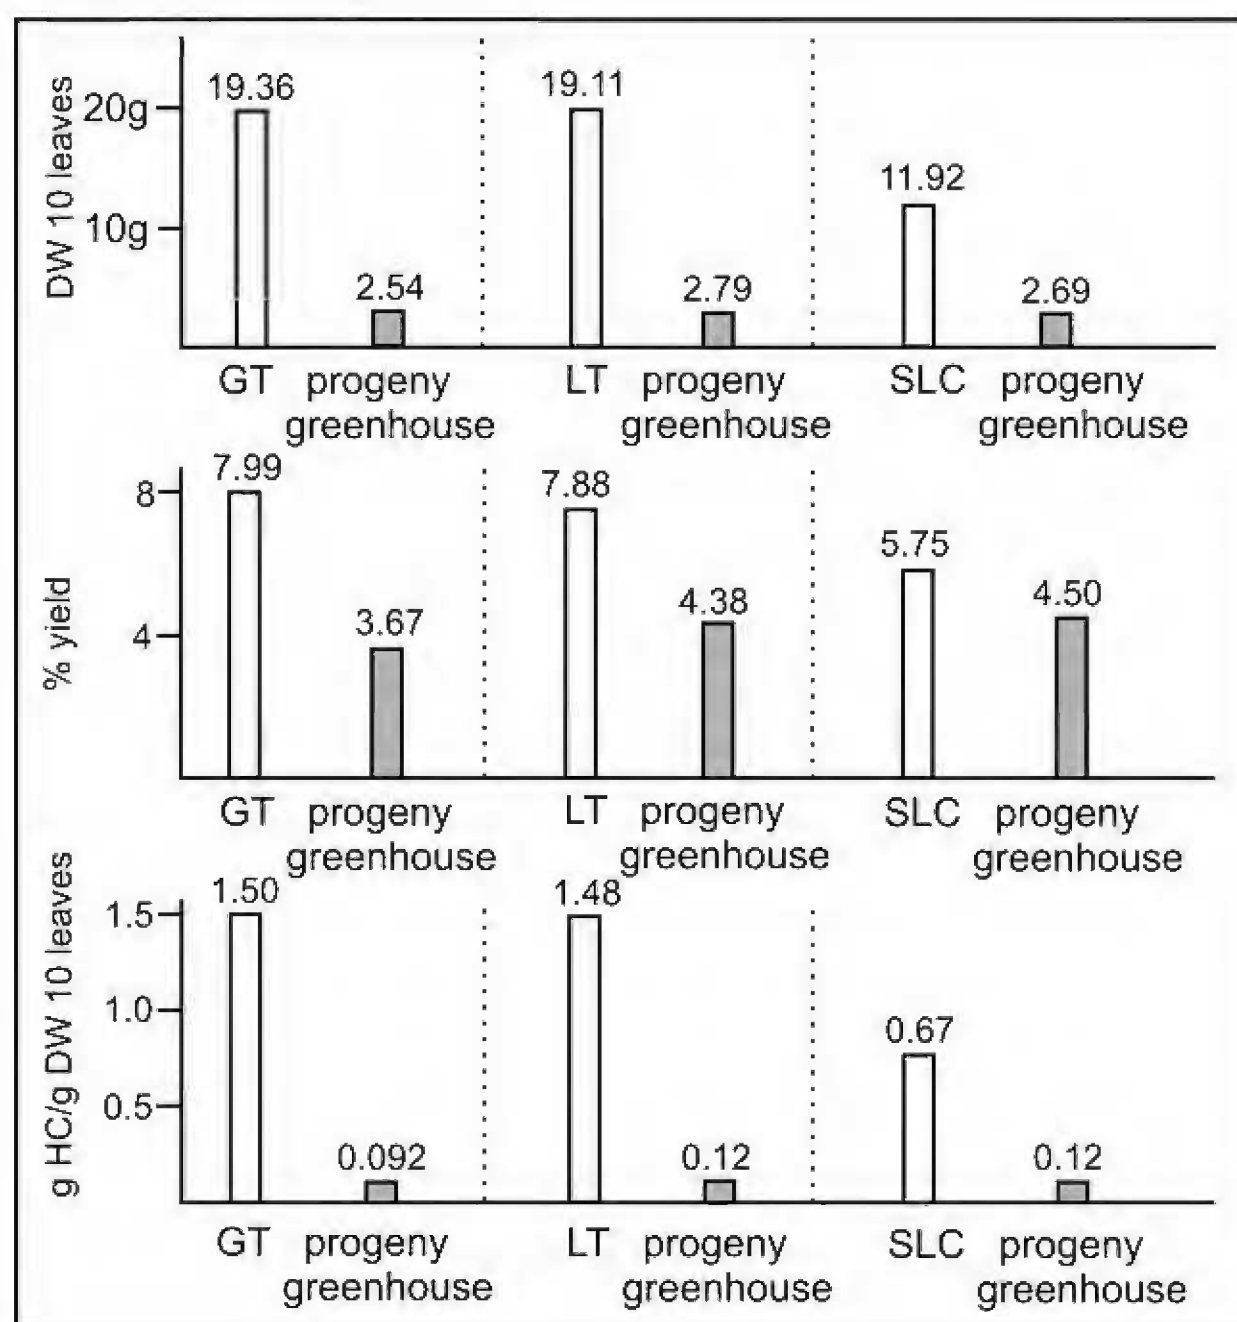 DW 10 leaves
20g
10g
19.36
2.54
19.11
2.79
11.92
2.69
GT progeny LT progeny SLC progeny
greenhouse greenhouse greenhouse
% yield
8
4
7.99
3.67
7.88
4.38
5.75
4.50
GT progeny LT progeny SLC progeny
greenhouse greenhouse greenhouse
g HC/g DW 10 leaves
1.5
1.0
0.5
1.50
0.092
1.48
0.12
0.67
0.12
GT progeny LT progeny SLC progeny
greenhouse greenhouse greenhouse